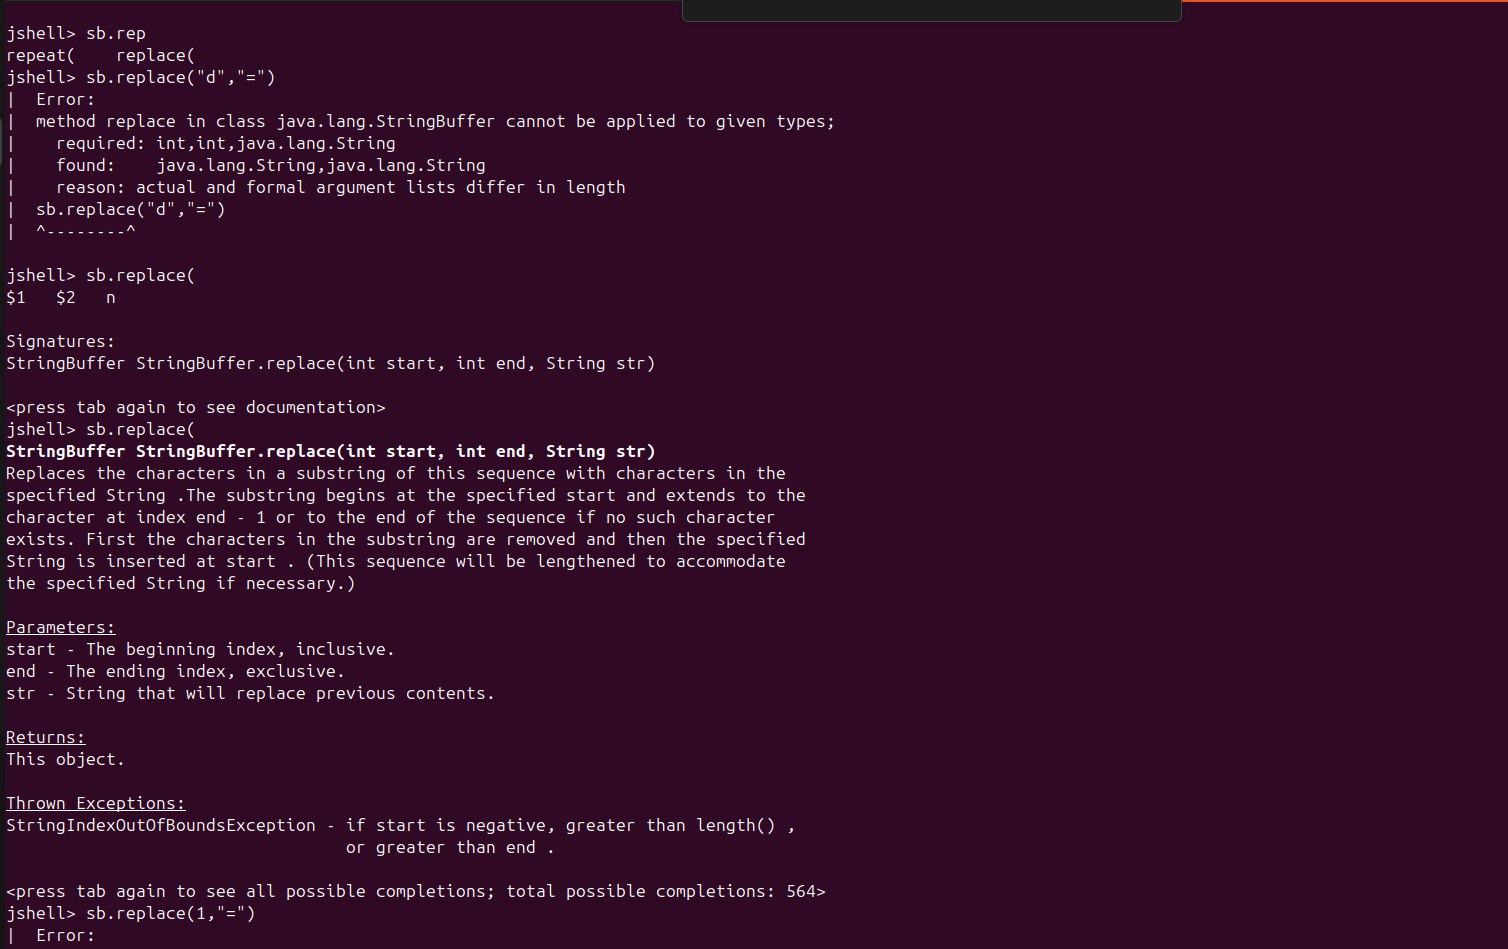 jshell> sb.rep
repeat(    replace(
jshell> sb.replace("d","=")
|  Error:
|  method replace in class java.lang.StringBuffer cannot be applied to given types;
|    required: int,int,java.lang.String
|    found:    java.lang.String,java.lang.String
|    reason: actual and formal argument lists differ in length
|  sb.replace("d","=")
|  ^--------^
jshell> sb.replace(
$1   $2   n
Signatures:
StringBuffer StringBuffer.replace(int start, int end, String str)
<press tab again to see documentation>
jshell> sb.replace(
StringBuffer StringBuffer.replace(int start, int end, String str)
Replaces the characters in a substring of this sequence with characters in the
specified String .The substring begins at the specified start and extends to the
character at index end - 1 or to the end of the sequence if no such character
exists. First the characters in the substring are removed and then the specified
String is inserted at start . (This sequence will be lengthened to accommodate
the specified String if necessary.)
Parameters:
start - The beginning index, inclusive.
end - The ending index, exclusive.
str - String that will replace previous contents.
Returns:
This object.
Thrown Exceptions:
StringIndexOutOfBoundsException - if start is negative, greater than length() ,
                                  or greater than end .
<press tab again to see all possible completions; total possible completions: 564>
jshell> sb.replace(1,"=")
|  Error: